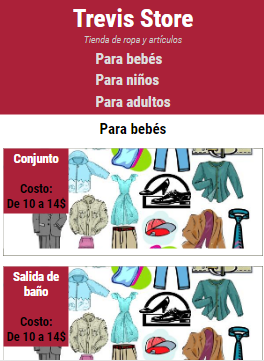 Trevis Store
Tienda de ropa y artículos
Para bebés
Para niños
Para adultos
Para bebés
Conjunto
Costo:
De 10 a 14$
Salida de
baño
Costo:
De 10 a 14$